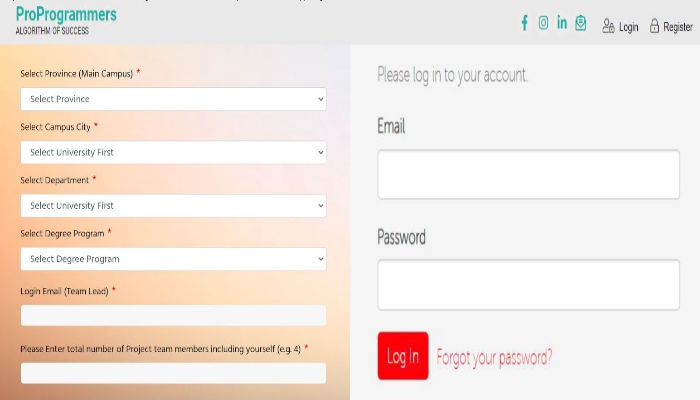 ProProgrammers
ALGORITHM OF SUCCESS
Login
Register
Select Province (Main Campus) *
Select Province
Select Campus City *
Select University First
Select Department *
Select University First
Select Degree Program *
Select Degree Program
Login Email (Team Lead) *
Please Enter total number of Project team members including yourself (e.g. 4) *
Please log in to your account.
Email
Password
Log In
Forgot your password?